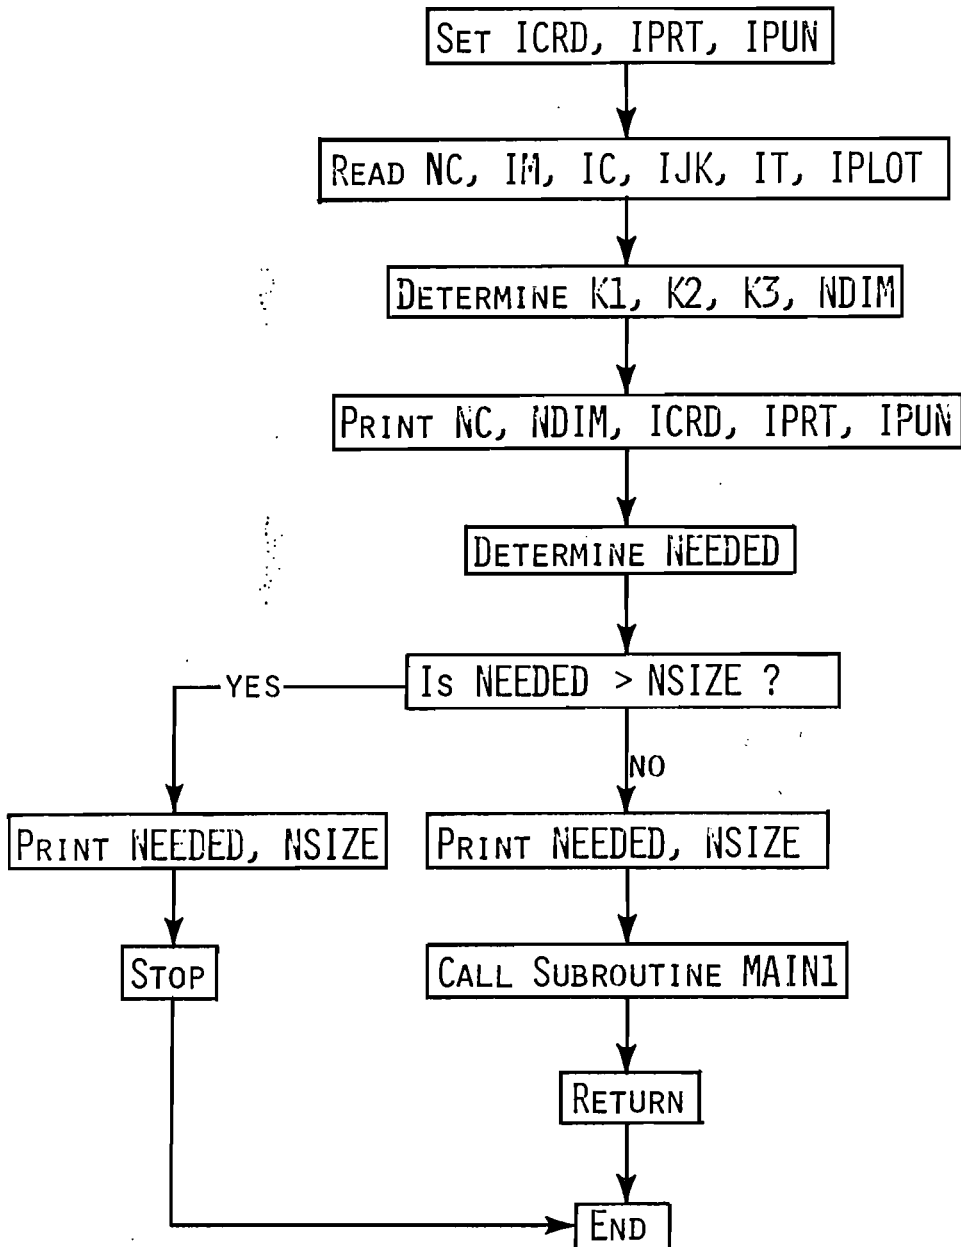 SET ICRD, IPRT, IPUN
READ NC, IM, IC, IJK, IT, IPLOT
DETERMINE K1, K2, K3, NDIM
PRINT NC, NDIM, ICRD, IPRT, IPUN
DETERMINE NEEDED
IS NEEDED > NSIZE ?
YES
NO
PRINT NEEDED, NSIZE
PRINT NEEDED, NSIZE
STOP
CALL SUBROUTINE MAIN1
RETURN
END